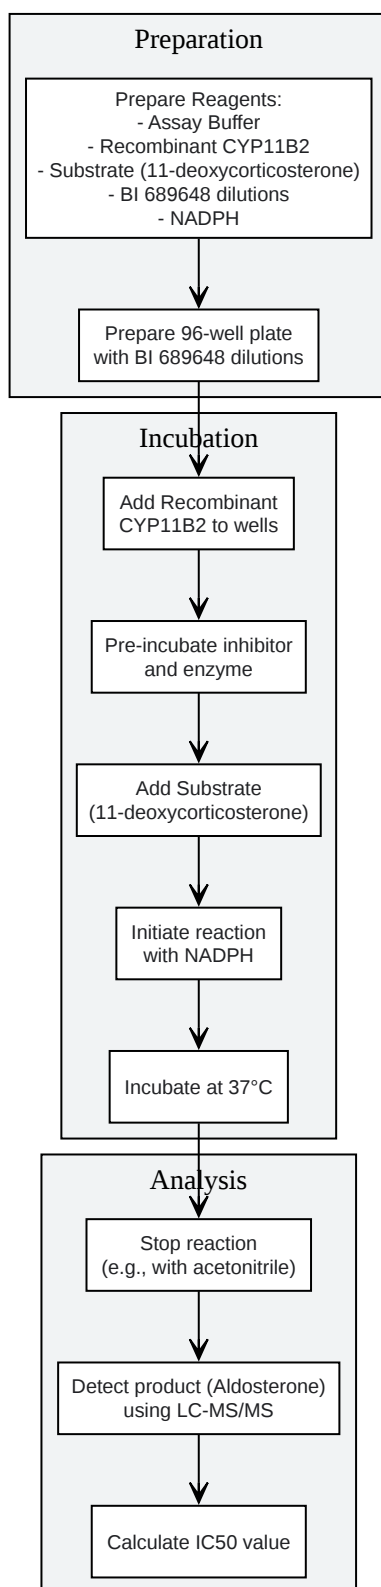 Preparation
Prepare Reagents:
- Assay Buffer
- Recombinant CYP11B2
- Substrate (11-deoxycorticosterone)
- BI 689648 dilutions
- NADPH
Prepare 96-well plate
with BI 689648 dilutions
Incubation
Add Recombinant
CYP11B2 to wells
Pre-incubate inhibitor
and enzyme
Add Substrate
(11-deoxycorticosterone)
Initiate reaction
with NADPH
Incubate at 37°C
Analysis
Stop reaction
(e.g., with acetonitrile)
Detect product (Aldosterone)
using LC-MS/MS
Calculate IC50 value